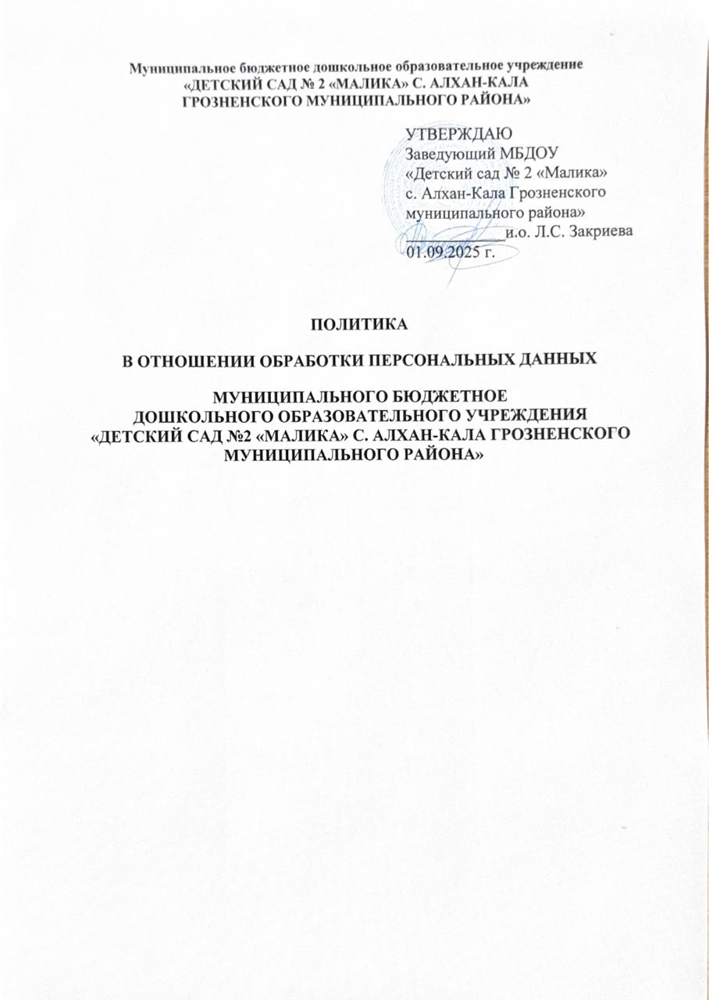 Муниципальное бюджетное дошкольное образовательное учреждение
«ДЕТСКИЙ САД № 2 «МАЛИКА» С. АЛХАН-КАЛА
ГРОЗНЕНСКОГО МУНИЦИПАЛЬНОГО РАЙОНА»
УТВЕРЖДАЮ
Заведующий МБДОУ
«Детский сад № 2 «Малика»
с. Алхан-Кала Грозненского
муниципального района»
____________и.о. Л.С. Закриева
01.09.2025 г.
ПОЛИТИКА
В ОТНОШЕНИИ ОБРАБОТКИ ПЕРСОНАЛЬНЫХ ДАННЫХ
МУНИЦИПАЛЬНОГО БЮДЖЕТНОЕ
ДОШКОЛЬНОГО ОБРАЗОВАТЕЛЬНОГО УЧРЕЖДЕНИЯ
«ДЕТСКИЙ САД №2 «МАЛИКА» С. АЛХАН-КАЛА ГРОЗНЕНСКОГО
МУНИЦИПАЛЬНОГО РАЙОНА»